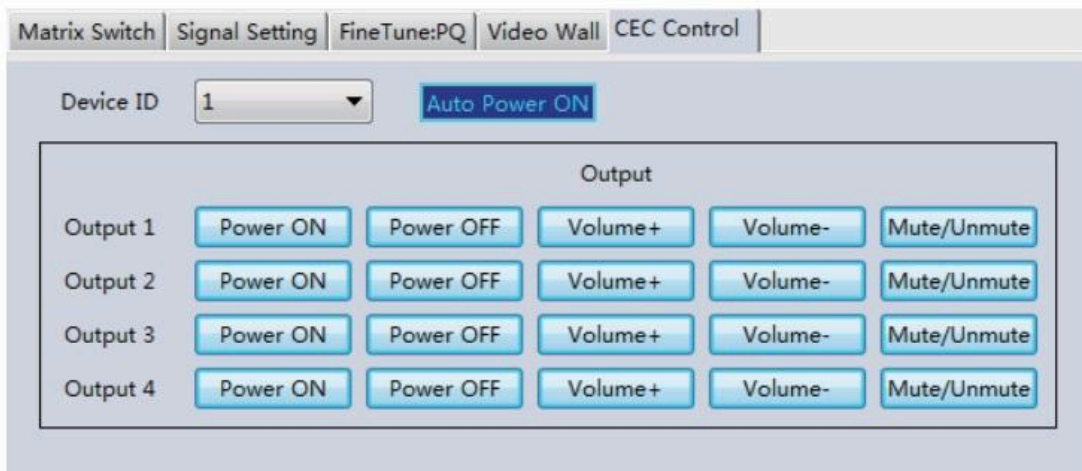 Matrix Switch Signal Setting FineTune:PQ Video Wall CEC Control
Device ID 1 Auto Power ON
Output
Output 1 Power ON Power OFF Volume+ Volume- Mute/Unmute
Output 2 Power ON Power OFF Volume+ Volume- Mute/Unmute
Output 3 Power ON Power OFF Volume+ Volume- Mute/Unmute
Output 4 Power ON Power OFF Volume+ Volume- Mute/Unmute